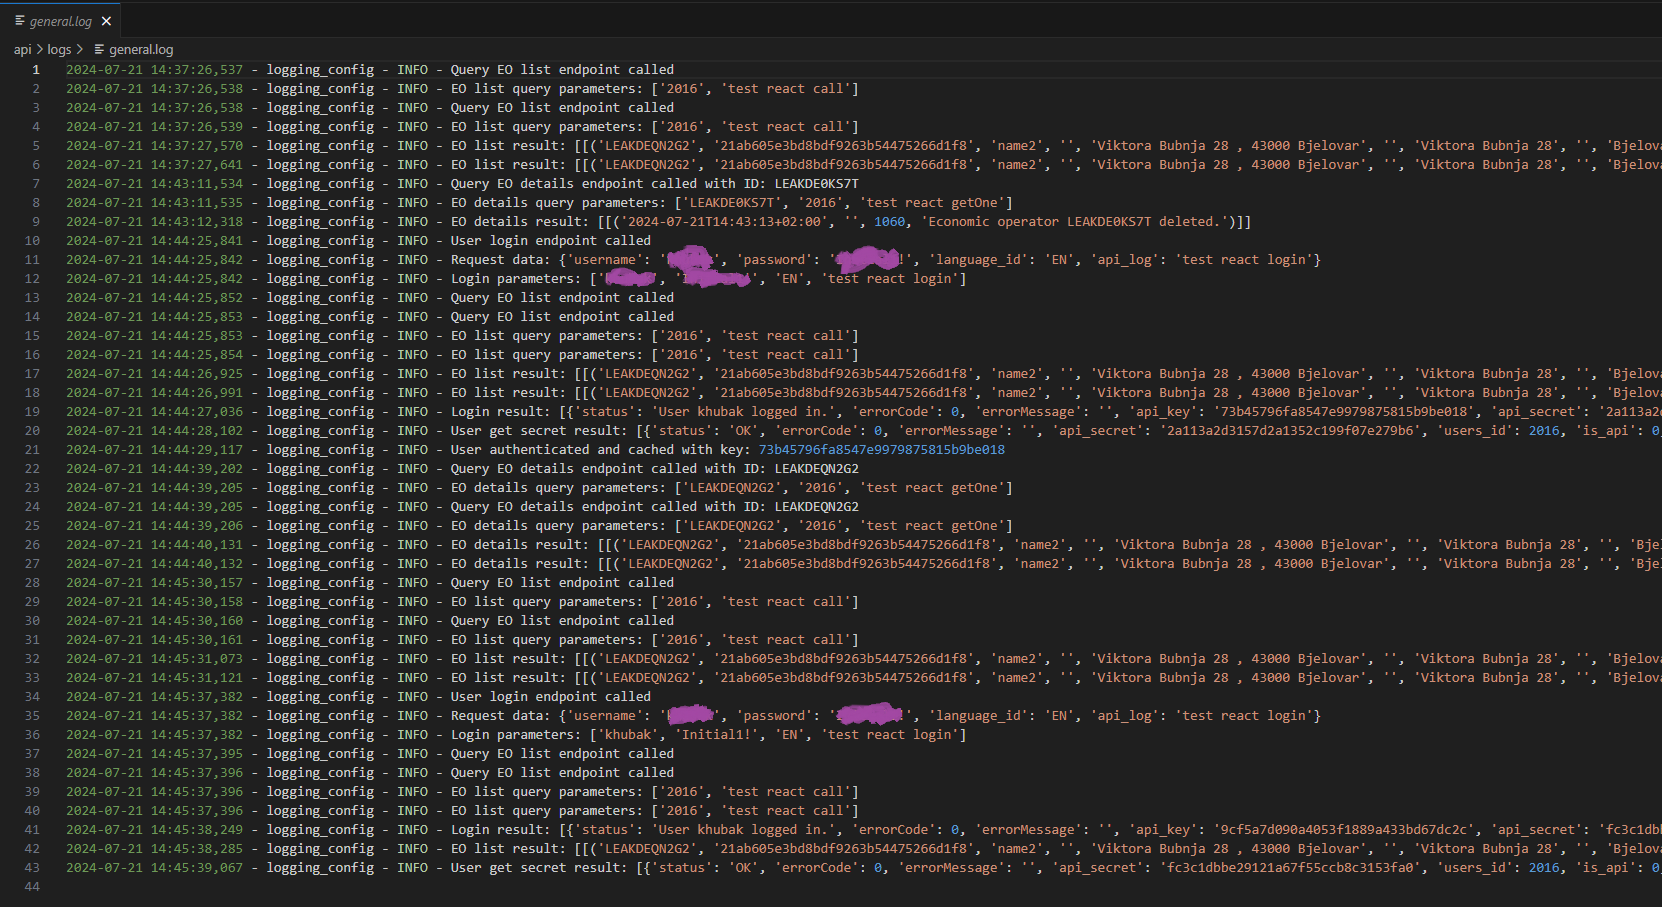 general.log
api > logs > general.log
1 2024-07-21 14:37:26,537 - logging_config - INFO - Query EO list endpoint called
2 2024-07-21 14:37:26,538 - logging_config - INFO - EO list query parameters: ['2016', 'test react call']
3 2024-07-21 14:37:26,538 - logging_config - INFO - Query EO list endpoint called
4 2024-07-21 14:37:26,539 - logging_config - INFO - EO list query parameters: ['2016', 'test react call']
5 2024-07-21 14:37:27,570 - logging_config - INFO - EO list result: [[('LEAKDEQN2G2', '21ab605e3bd8bdf9263b54475266d1f8', 'name2', '', 'Viktora Bubnja 28 , 43000 Bjelovar', '', 'Viktora Bubnja 28', '', 'Bjelova
6 2024-07-21 14:37:27,641 - logging_config - INFO - EO list result: [[('LEAKDEQN2G2', '21ab605e3bd8bdf9263b54475266d1f8', 'name2', '', 'Viktora Bubnja 28 , 43000 Bjelovar', '', 'Viktora Bubnja 28', '', 'Bjelova
7 2024-07-21 14:43:11,534 - logging_config - INFO - Query EO details endpoint called with ID: LEAKDE0KS7T
8 2024-07-21 14:43:11,535 - logging_config - INFO - EO details query parameters: ['LEAKDE0KS7T', '2016', 'test react getOne']
9 2024-07-21 14:43:12,318 - logging_config - INFO - EO details result: [[('2024-07-21T14:43:13+02:00', '', 1060, 'Economic operator LEAKDE0KS7T deleted.')]]
10 2024-07-21 14:44:25,841 - logging_config - INFO - User login endpoint called
11 2024-07-21 14:44:25,842 - logging_config - INFO - Request data: {'username': ' ', 'password': ' !', 'language_id': 'EN', 'api_log': 'test react login'}
12 2024-07-21 14:44:25,842 - logging_config - INFO - Login parameters: [' ', ' ', 'EN', 'test react login']
13 2024-07-21 14:44:25,852 - logging_config - INFO - Query EO list endpoint called
14 2024-07-21 14:44:25,853 - logging_config - INFO - Query EO list endpoint called
15 2024-07-21 14:44:25,853 - logging_config - INFO - EO list query parameters: ['2016', 'test react call']
16 2024-07-21 14:44:25,854 - logging_config - INFO - EO list query parameters: ['2016', 'test react call']
17 2024-07-21 14:44:26,925 - logging_config - INFO - EO list result: [[('LEAKDEQN2G2', '21ab605e3bd8bdf9263b54475266d1f8', 'name2', '', 'Viktora Bubnja 28 , 43000 Bjelovar', '', 'Viktora Bubnja 28', '', 'Bjelova
18 2024-07-21 14:44:26,991 - logging_config - INFO - EO list result: [[('LEAKDEQN2G2', '21ab605e3bd8bdf9263b54475266d1f8', 'name2', '', 'Viktora Bubnja 28 , 43000 Bjelovar', '', 'Viktora Bubnja 28', '', 'Bjelova
19 2024-07-21 14:44:27,036 - logging_config - INFO - Login result: [{'status': 'User khubak logged in.', 'errorCode': 0, 'errorMessage': '', 'api_key': '73b45796fa8547e9979875815b9be018', 'api_secret': '2a113a2
20 2024-07-21 14:44:28,102 - logging_config - INFO - User get secret result: [{'status': 'OK', 'errorCode': 0, 'errorMessage': '', 'api_secret': '2a113a2d3157d2a1352c199f07e279b6', 'users_id': 2016, 'is_api': 0,
21 2024-07-21 14:44:29,117 - logging_config - INFO - User authenticated and cached with key: 73b45796fa8547e9979875815b9be018
22 2024-07-21 14:44:39,202 - logging_config - INFO - Query EO details endpoint called with ID: LEAKDEQN2G2
23 2024-07-21 14:44:39,205 - logging_config - INFO - EO details query parameters: ['LEAKDEQN2G2', '2016', 'test react getOne']
24 2024-07-21 14:44:39,205 - logging_config - INFO - Query EO details endpoint called with ID: LEAKDEQN2G2
25 2024-07-21 14:44:39,206 - logging_config - INFO - EO details query parameters: ['LEAKDEQN2G2', '2016', 'test react getOne']
26 2024-07-21 14:44:40,131 - logging_config - INFO - EO details result: [[('LEAKDEQN2G2', '21ab605e3bd8bdf9263b54475266d1f8', 'name2', '', 'Viktora Bubnja 28 , 43000 Bjelovar', '', 'Viktora Bubnja 28', '', 'Bjel
27 2024-07-21 14:44:40,132 - logging_config - INFO - EO details result: [[('LEAKDEQN2G2', '21ab605e3bd8bdf9263b54475266d1f8', 'name2', '', 'Viktora Bubnja 28 , 43000 Bjelovar', '', 'Viktora Bubnja 28', '', 'Bjel
28 2024-07-21 14:45:30,157 - logging_config - INFO - Query EO list endpoint called
29 2024-07-21 14:45:30,158 - logging_config - INFO - EO list query parameters: ['2016', 'test react call']
30 2024-07-21 14:45:30,160 - logging_config - INFO - Query EO list endpoint called
31 2024-07-21 14:45:30,161 - logging_config - INFO - EO list query parameters: ['2016', 'test react call']
32 2024-07-21 14:45:31,073 - logging_config - INFO - EO list result: [[('LEAKDEQN2G2', '21ab605e3bd8bdf9263b54475266d1f8', 'name2', '', 'Viktora Bubnja 28 , 43000 Bjelovar', '', 'Viktora Bubnja 28', '', 'Bjelova
33 2024-07-21 14:45:31,121 - logging_config - INFO - EO list result: [[('LEAKDEQN2G2', '21ab605e3bd8bdf9263b54475266d1f8', 'name2', '', 'Viktora Bubnja 28 , 43000 Bjelovar', '', 'Viktora Bubnja 28', '', 'Bjelova
34 2024-07-21 14:45:37,382 - logging_config - INFO - User login endpoint called
35 2024-07-21 14:45:37,382 - logging_config - INFO - Request data: {'username': ' ', 'password': ' !', 'language_id': 'EN', 'api_log': 'test react login'}
36 2024-07-21 14:45:37,382 - logging_config - INFO - Login parameters: ['khubak', 'Initial1!', 'EN', 'test react login']
37 2024-07-21 14:45:37,395 - logging_config - INFO - Query EO list endpoint called
38 2024-07-21 14:45:37,396 - logging_config - INFO - Query EO list endpoint called
39 2024-07-21 14:45:37,396 - logging_config - INFO - EO list query parameters: ['2016', 'test react call']
40 2024-07-21 14:45:37,396 - logging_config - INFO - EO list query parameters: ['2016', 'test react call']
41 2024-07-21 14:45:38,249 - logging_config - INFO - Login result: [{'status': 'User khubak logged in.', 'errorCode': 0, 'errorMessage': '', 'api_key': '9cf5a7d090a4053f1889a433bd67dc2c', 'api_secret': 'fc3c1dbb
42 2024-07-21 14:45:38,285 - logging_config - INFO - EO list result: [[('LEAKDEQN2G2', '21ab605e3bd8bdf9263b54475266d1f8', 'name2', '', 'Viktora Bubnja 28 , 43000 Bjelovar', '', 'Viktora Bubnja 28', '', 'Bjelova
43 2024-07-21 14:45:39,067 - logging_config - INFO - User get secret result: [{'status': 'OK', 'errorCode': 0, 'errorMessage': '', 'api_secret': 'fc3c1dbbe29121a67f55ccb8c3153fa0', 'users_id': 2016, 'is_api': 0,
44